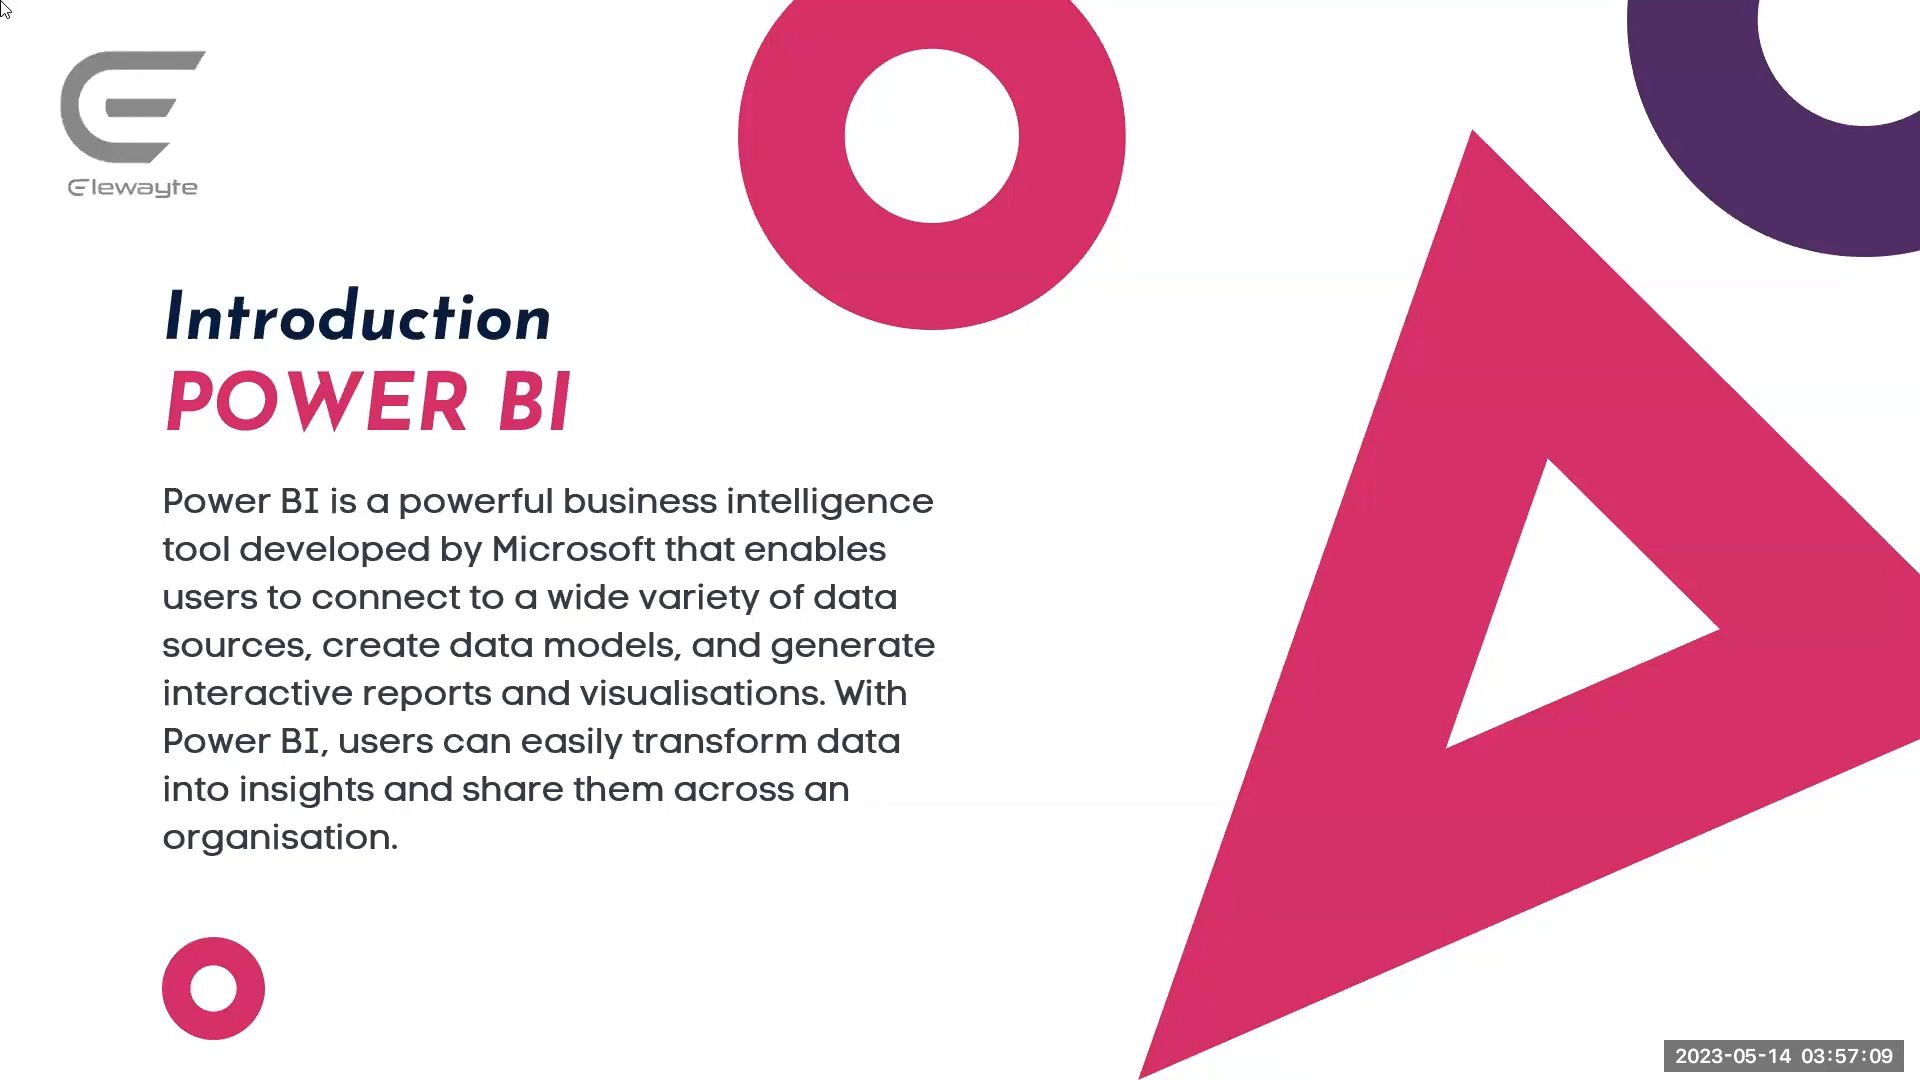 Elewayte
Introduction
POWER BI
Power BI is a powerful business intelligence
tool developed by Microsoft that enables
users to connect to a wide variety of data
sources, create data models, and generate
interactive reports and visualisations. With
Power BI, users can easily transform data
into insights and share them across an
organisation.
2023-05-14 03:57:09